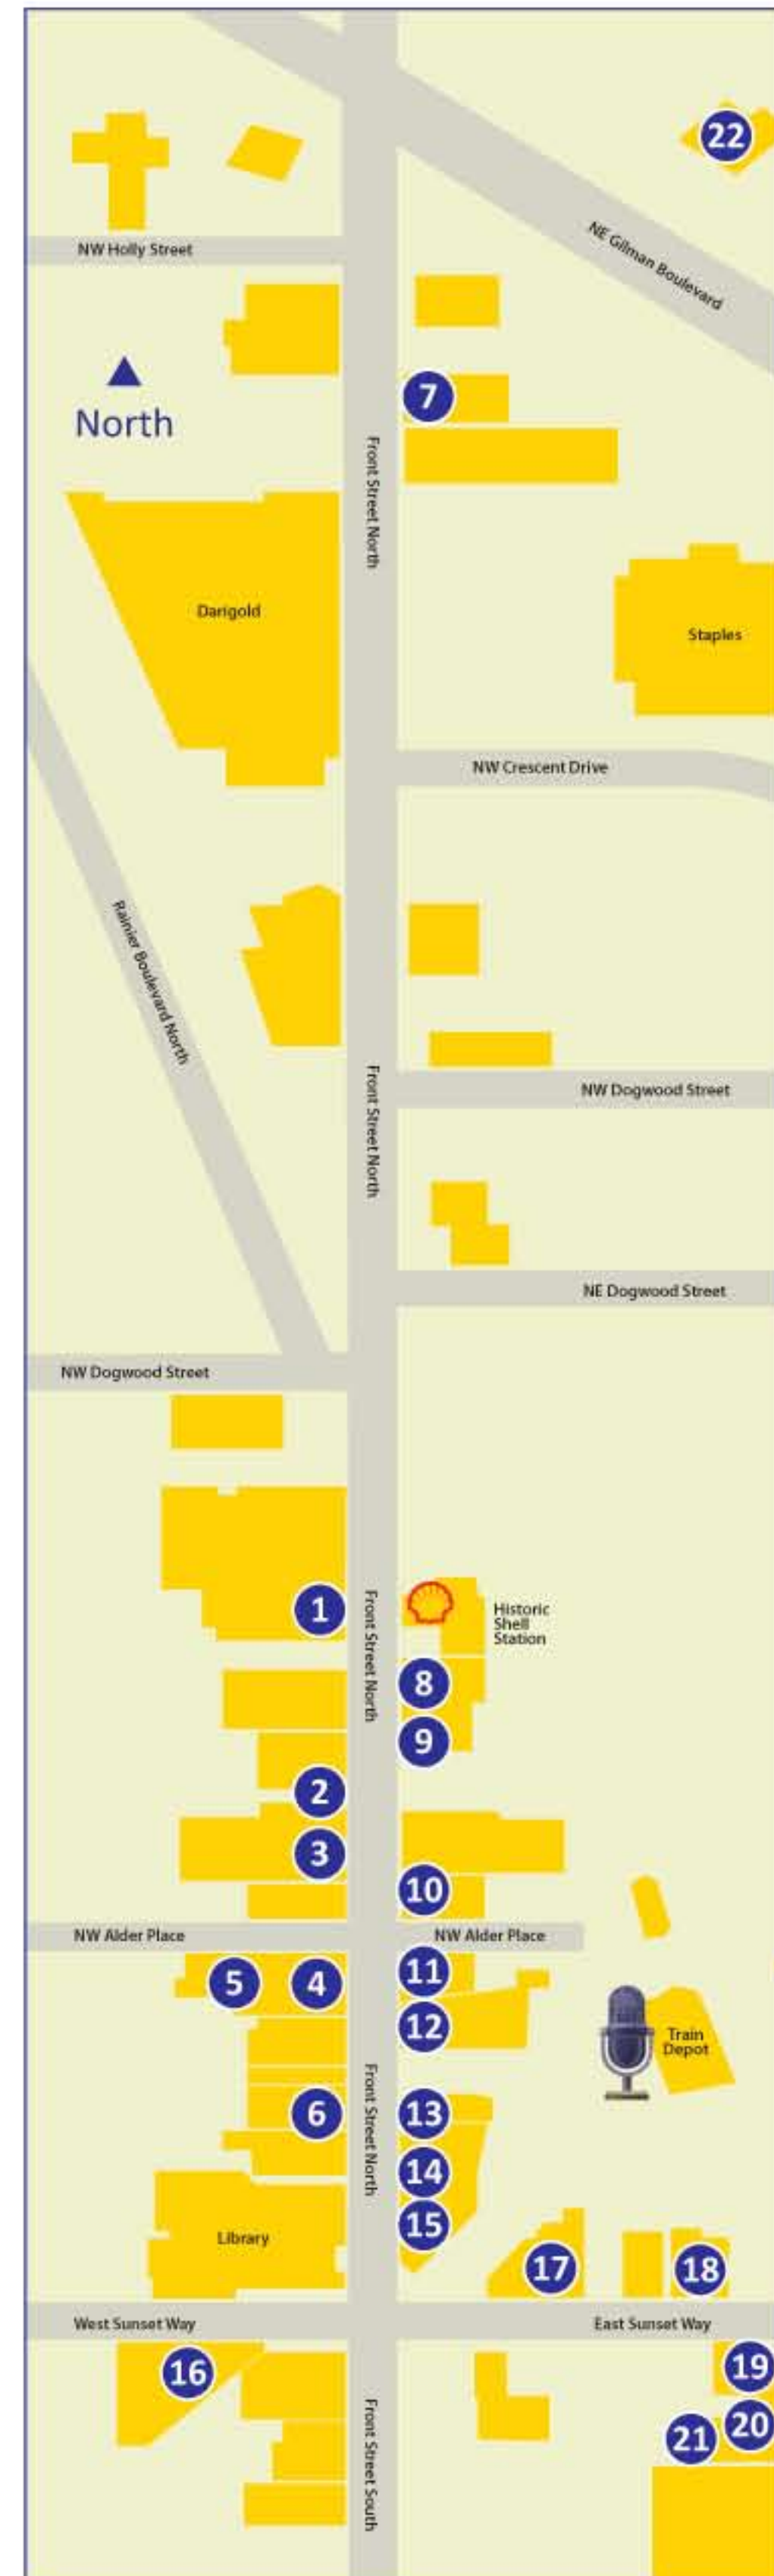 22
NW Holly Street
NE Gilman Boulevard
North
7
Front Street North
Darigold
Staples
NW Crescent Drive
Rainier Boulevard North
Front Street North
NW Dogwood Street
NE Dogwood Street
NW Dogwood Street
1
Front Street North
Historic
Shell
Station
8
9
2
3
10
NW Alder Place
NW Alder Place
5
4
11
12
Train
Depot
6
Front Street North
13
14
15
Library
17
18
West Sunset Way
East Sunset Way
16
19
20
21
Front Street South